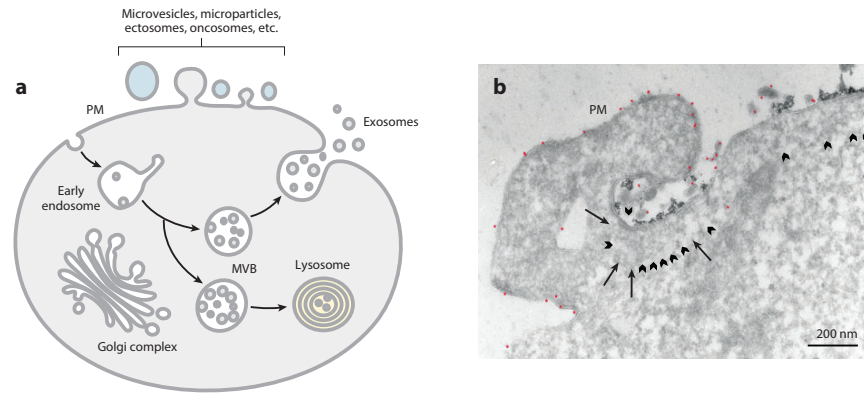 Microvesicles, microparticles,
ectosomes, oncosomes, etc.
a
PM
Exosomes
Early
endosome
MVB
Lysosome
Golgi complex
b
PM
200 nm